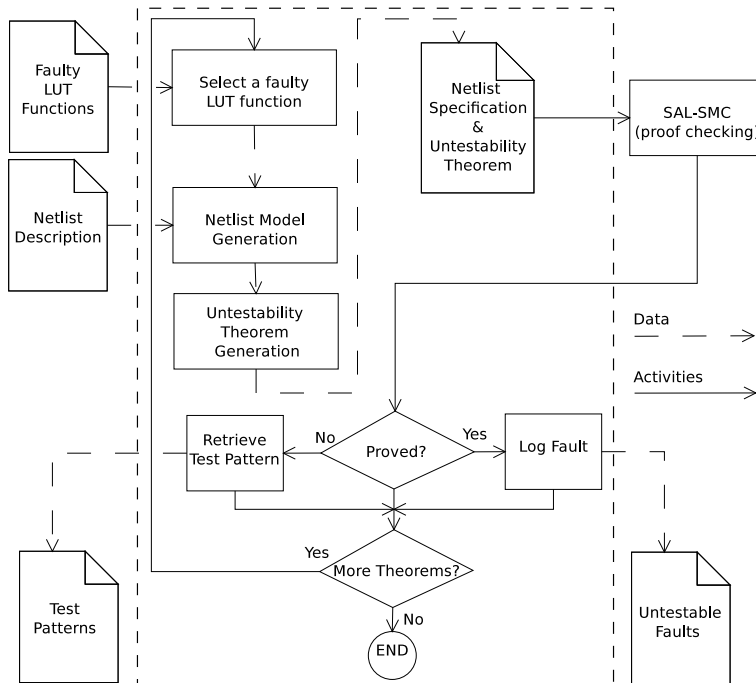 Faulty
LUT
Functions
Select a faulty
LUT function
Netlist
Specification
&
Untestability
Theorem
SAL-SMC
(proof checking)
Netlist
Description
Netlist Model
Generation
Untestability
Theorem
Generation
Data
Activities
Retrieve
Test Pattern
No
Proved?
Yes
Log Fault
Yes
More Theorems?
No
END
Test
Patterns
Untestable
Faults